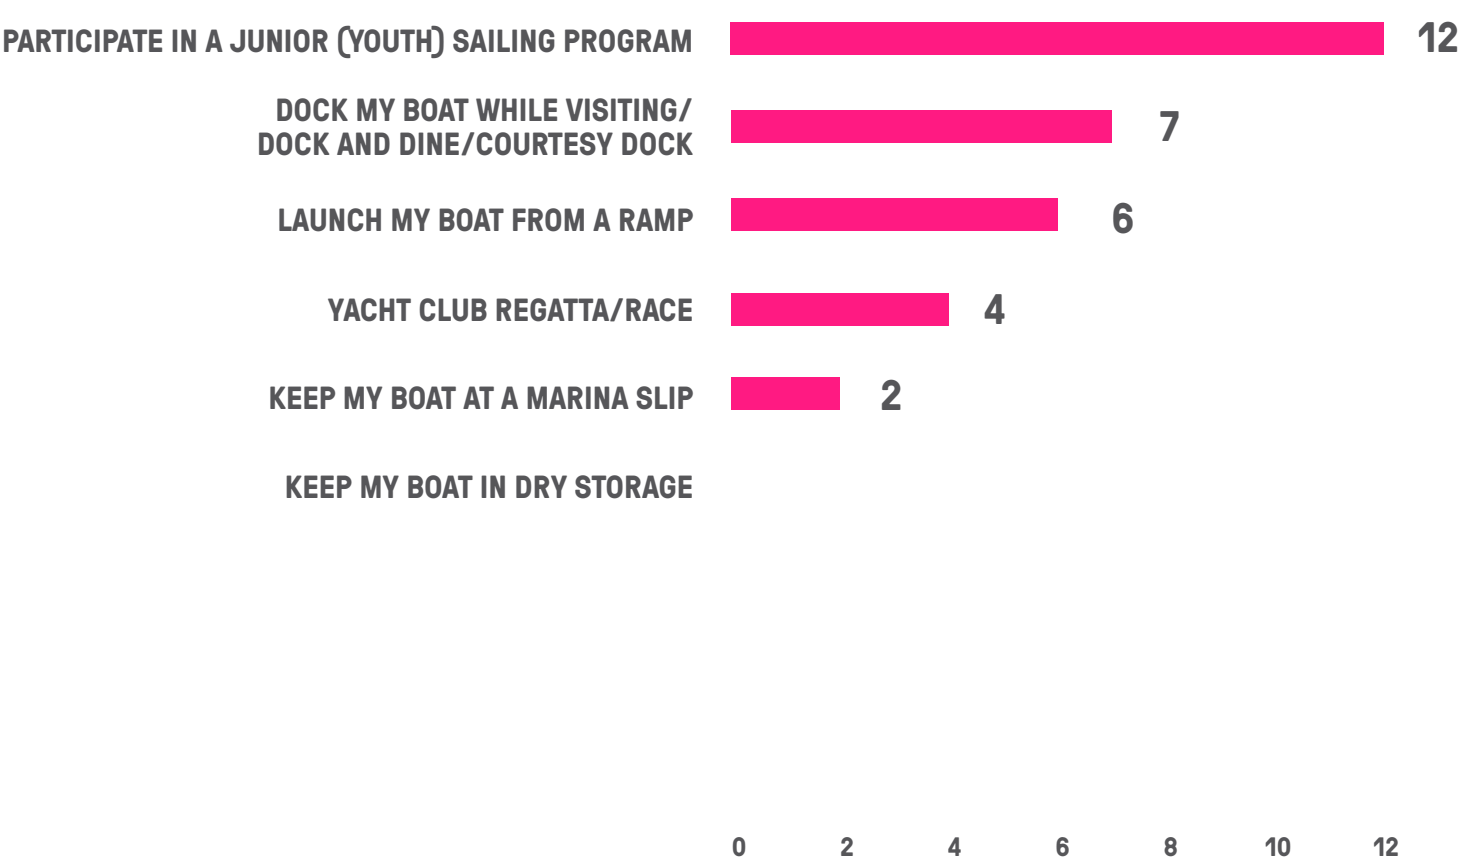 PARTICIPATE IN A JUNIOR (YOUTH) SAILING PROGRAM 12
DOCK MY BOAT WHILE VISITING/
DOCK AND DINE/COURTESY DOCK 7
LAUNCH MY BOAT FROM A RAMP 6
YACHT CLUB REGATTA/RACE 4
KEEP MY BOAT AT A MARINA SLIP 2
KEEP MY BOAT IN DRY STORAGE
0 2 4 6 8 10 12